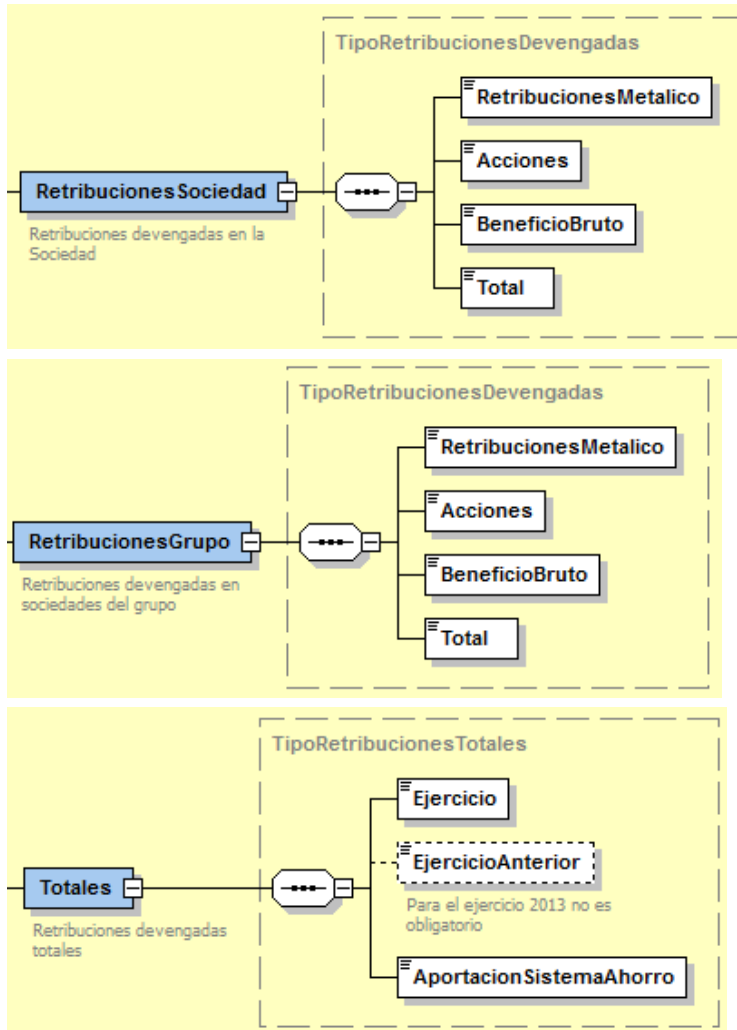 TipoRetribucionesDevengadas
RetribucionesMetalico
Acciones
RetribucionesSociedad
BeneficioBruto
Retribuciones devengadas en la
Sociedad
Total
TipoRetribucionesDevengadas
RetribucionesMetalico
Acciones
RetribucionesGrupo
BeneficioBruto
Retribuciones devengadas en
sociedades del grupo
Total
TipoRetribucionesTotales
Ejercicio
EjercicioAnterior
Totales
Para el ejercicio 2013 no es
obligatorio
Retribuciones devengadas
totales
AportacionSistemaAhorro